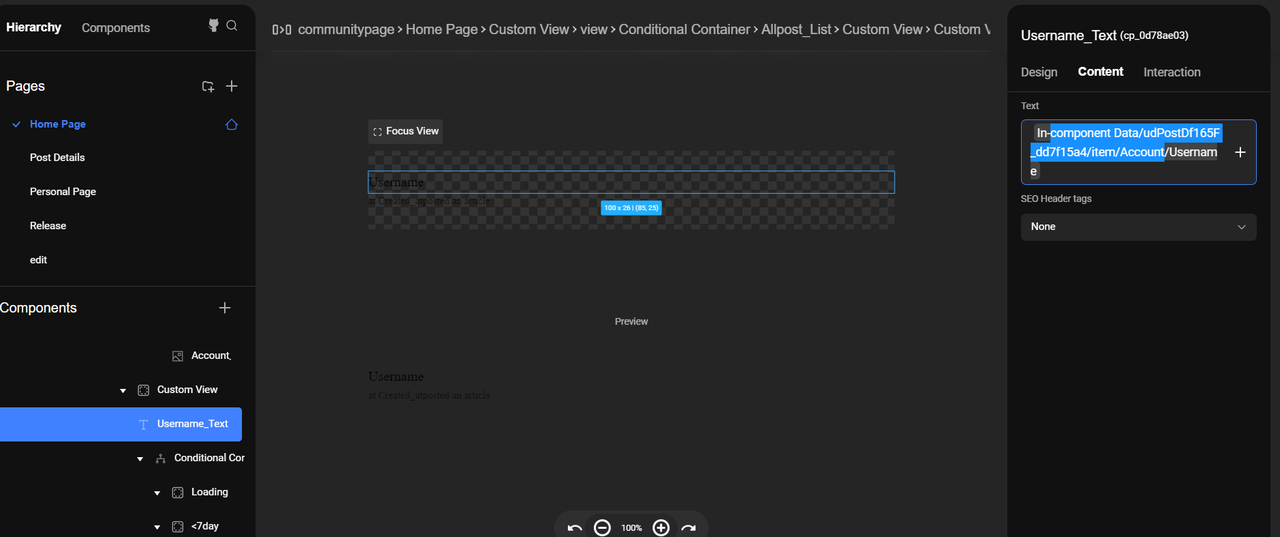 Hierarchy
Components
communitypage > Home Page > Custom View > view > Conditional Container > Allpost_List > Custom View > Custom V
Username_Text (cp_0d78ae03)
Design
Content
Interaction
Pages
Home Page
Post Details
Personal Page
Release
edit
Components
Account_
Custom View
Username_Text
Conditional Cor
Loading
<7day
Focus View
Username
at Created_atposted an article
100 x 26 | (85, 25)
Preview
Username
at Created_atposted an article
100%
Text
In-component Data/udPostDf165F
_dd7f15a4/item/Account/Usernam
e
SEO Header tags
None